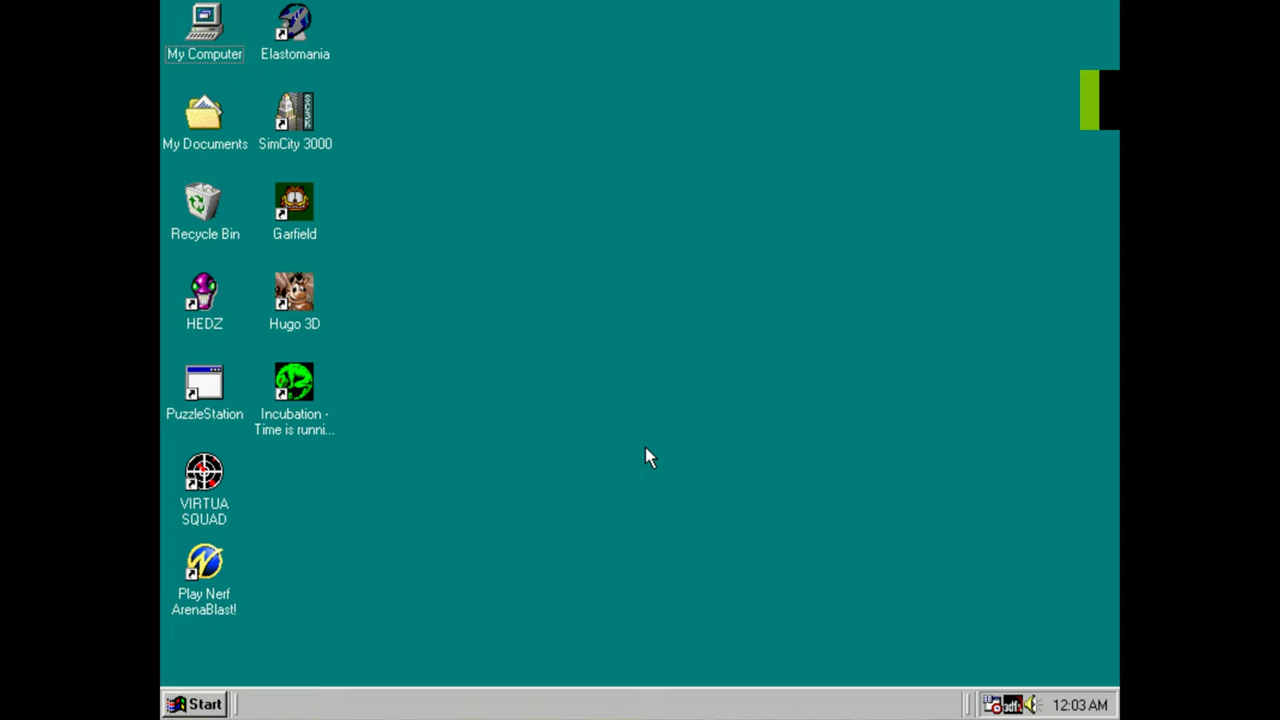 My Computer
Elastomania
My Documents
SimCity 3000
Recycle Bin
Garfield
HEDZ
Hugo 3D
PuzzleStation
Incubation -
Time is runni...
VIRTUA
SQUAD
Play Nerf
ArenaBlast!
Start
12:03 AM